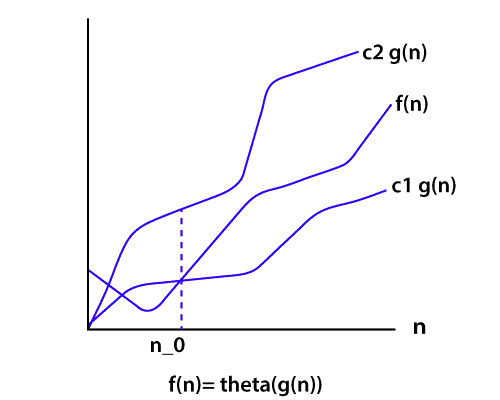 c2 g(n)
f(n)
c1 g(n)
n
n_0
f(n)= theta(g(n))